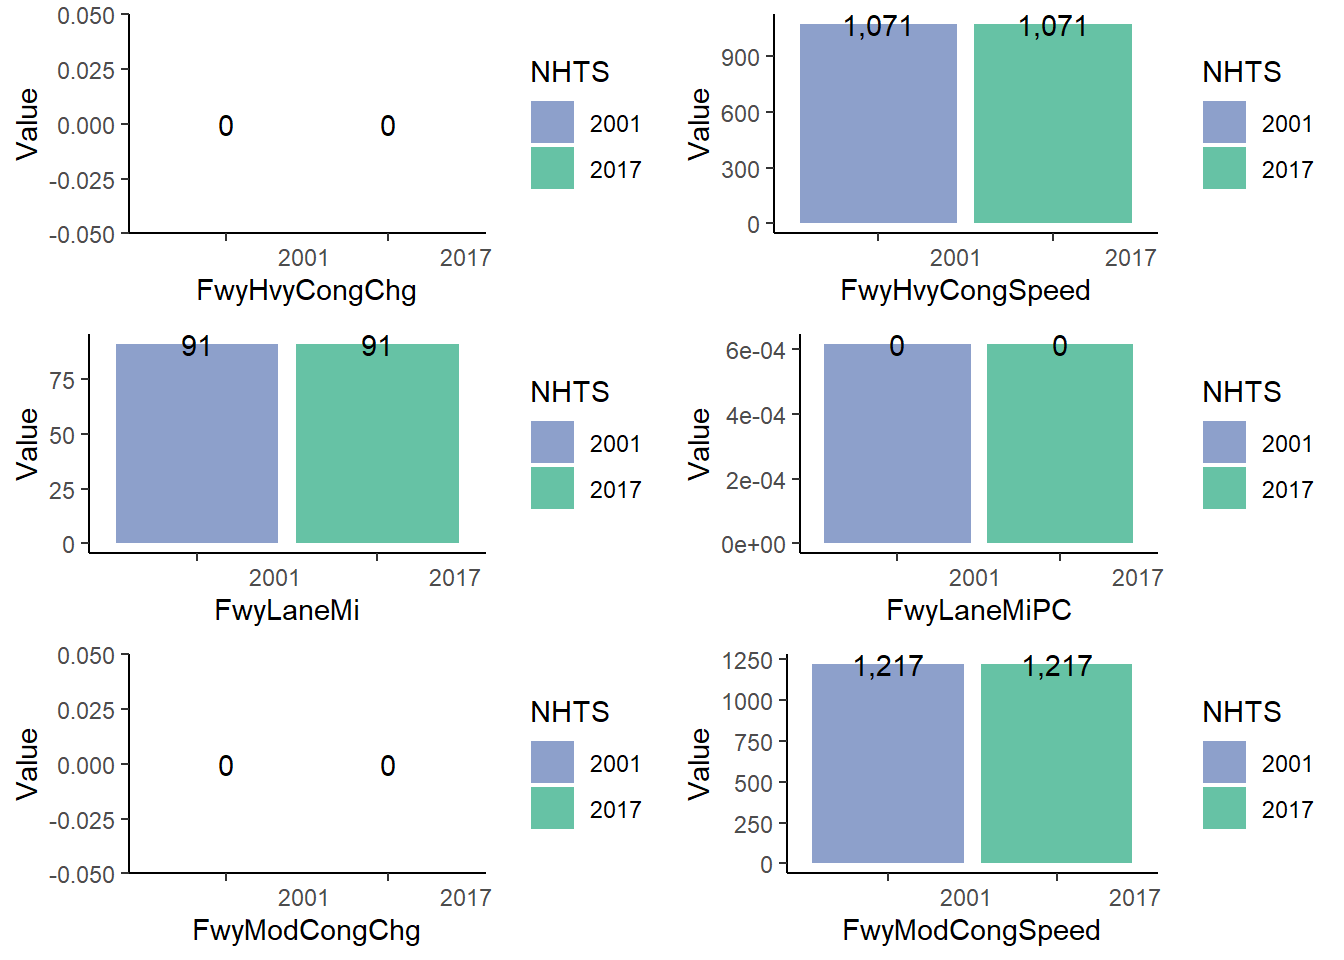 0.050
0.025
0.000
-0.025
-0.050
Value
0 0
2001 2017
FwyHvyCongChg
NHTS
2001
2017
900
600
300
0
Value
1,071 1,071
2001 2017
FwyHvyCongSpeed
NHTS
2001
2017
75
50
25
0
Value
91 91
2001 2017
FwyLaneMi
NHTS
2001
2017
6e-04
4e-04
2e-04
0e+00
Value
0 0
2001 2017
FwyLaneMiPC
NHTS
2001
2017
0.050
0.025
0.000
-0.025
-0.050
Value
0 0
2001 2017
FwyModCongChg
NHTS
2001
2017
1250
1000
750
500
250
0
Value
1,217 1,217
2001 2017
FwyModCongSpeed
NHTS
2001
2017